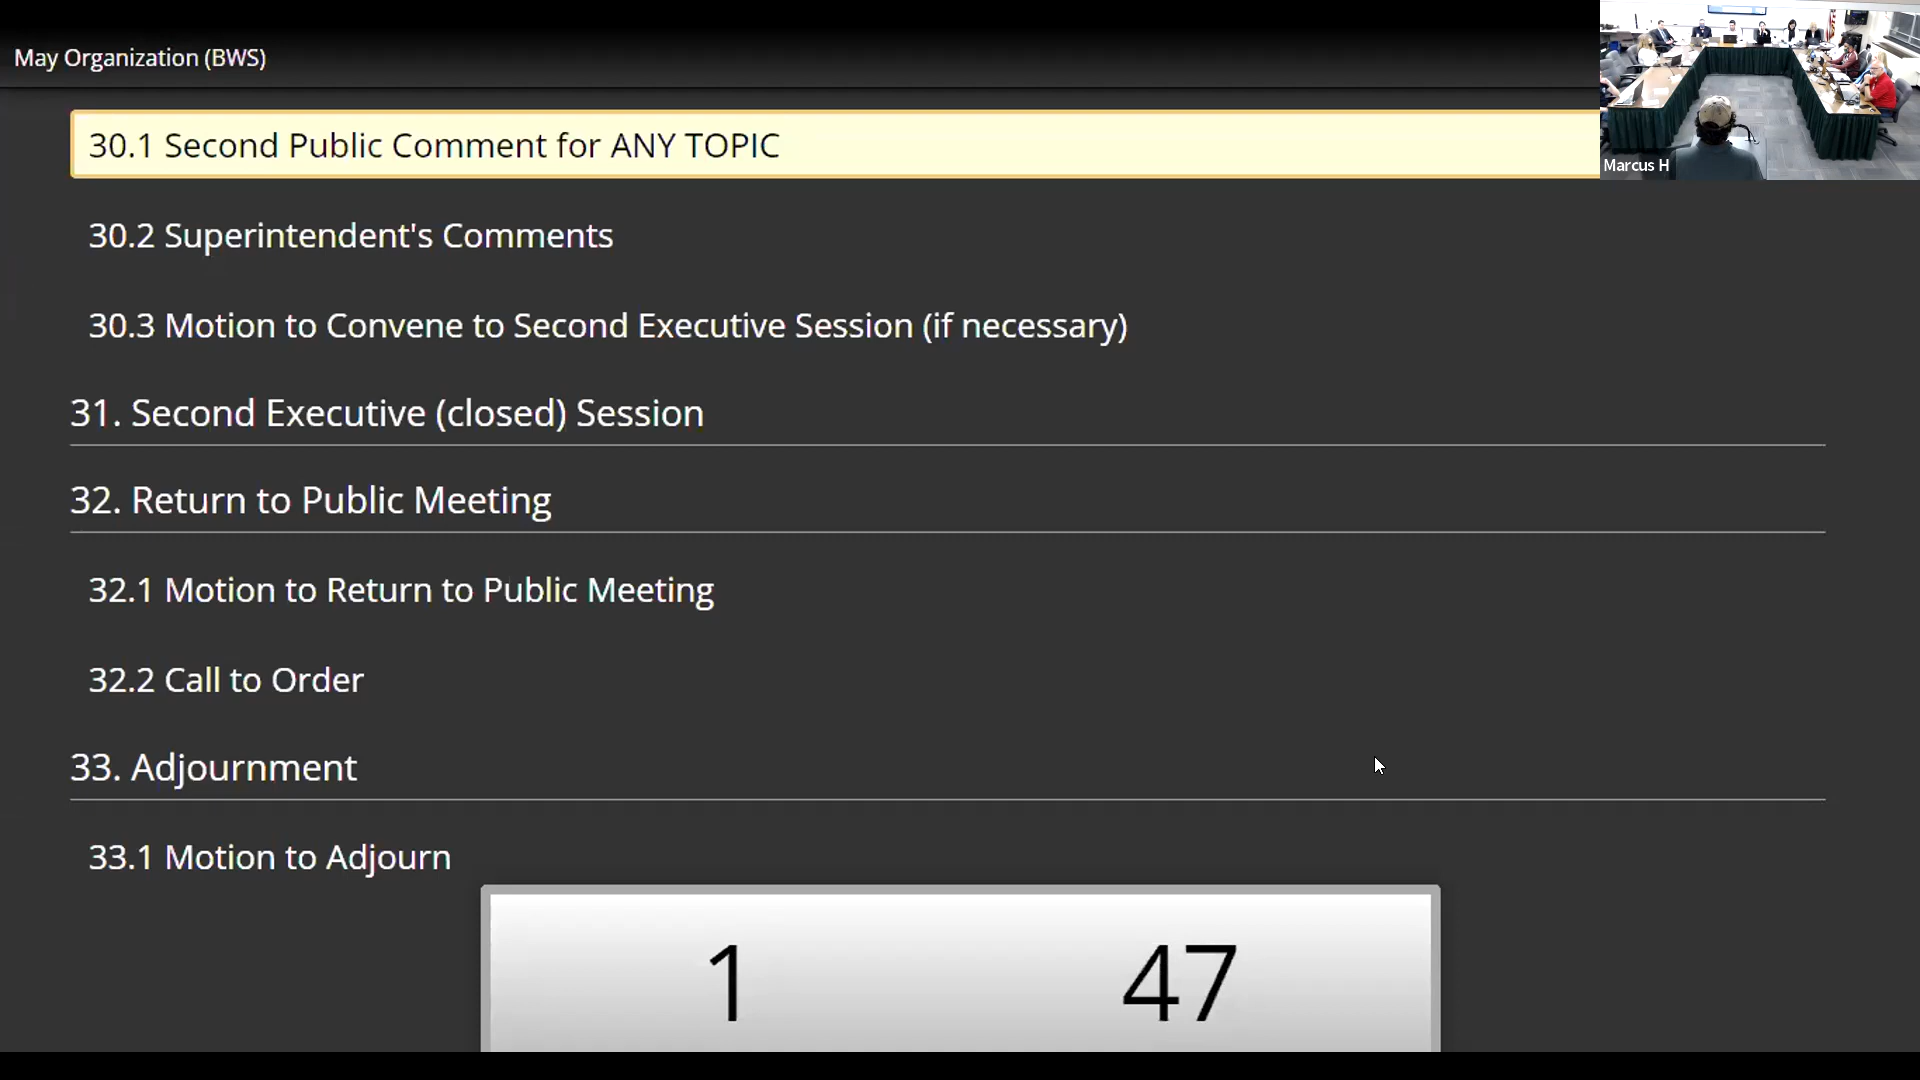 May Organization (BWS)
30.1 Second Public Comment for ANY TOPIC
Marcus H
30.2 Superintendent's Comments
30.3 Motion to Convene to Second Executive Session (if necessary)
31. Second Executive (closed) Session
32. Return to Public Meeting
32.1 Motion to Return to Public Meeting
32.2 Call to Order
33. Adjournment
33.1 Motion to Adjourn
1 47